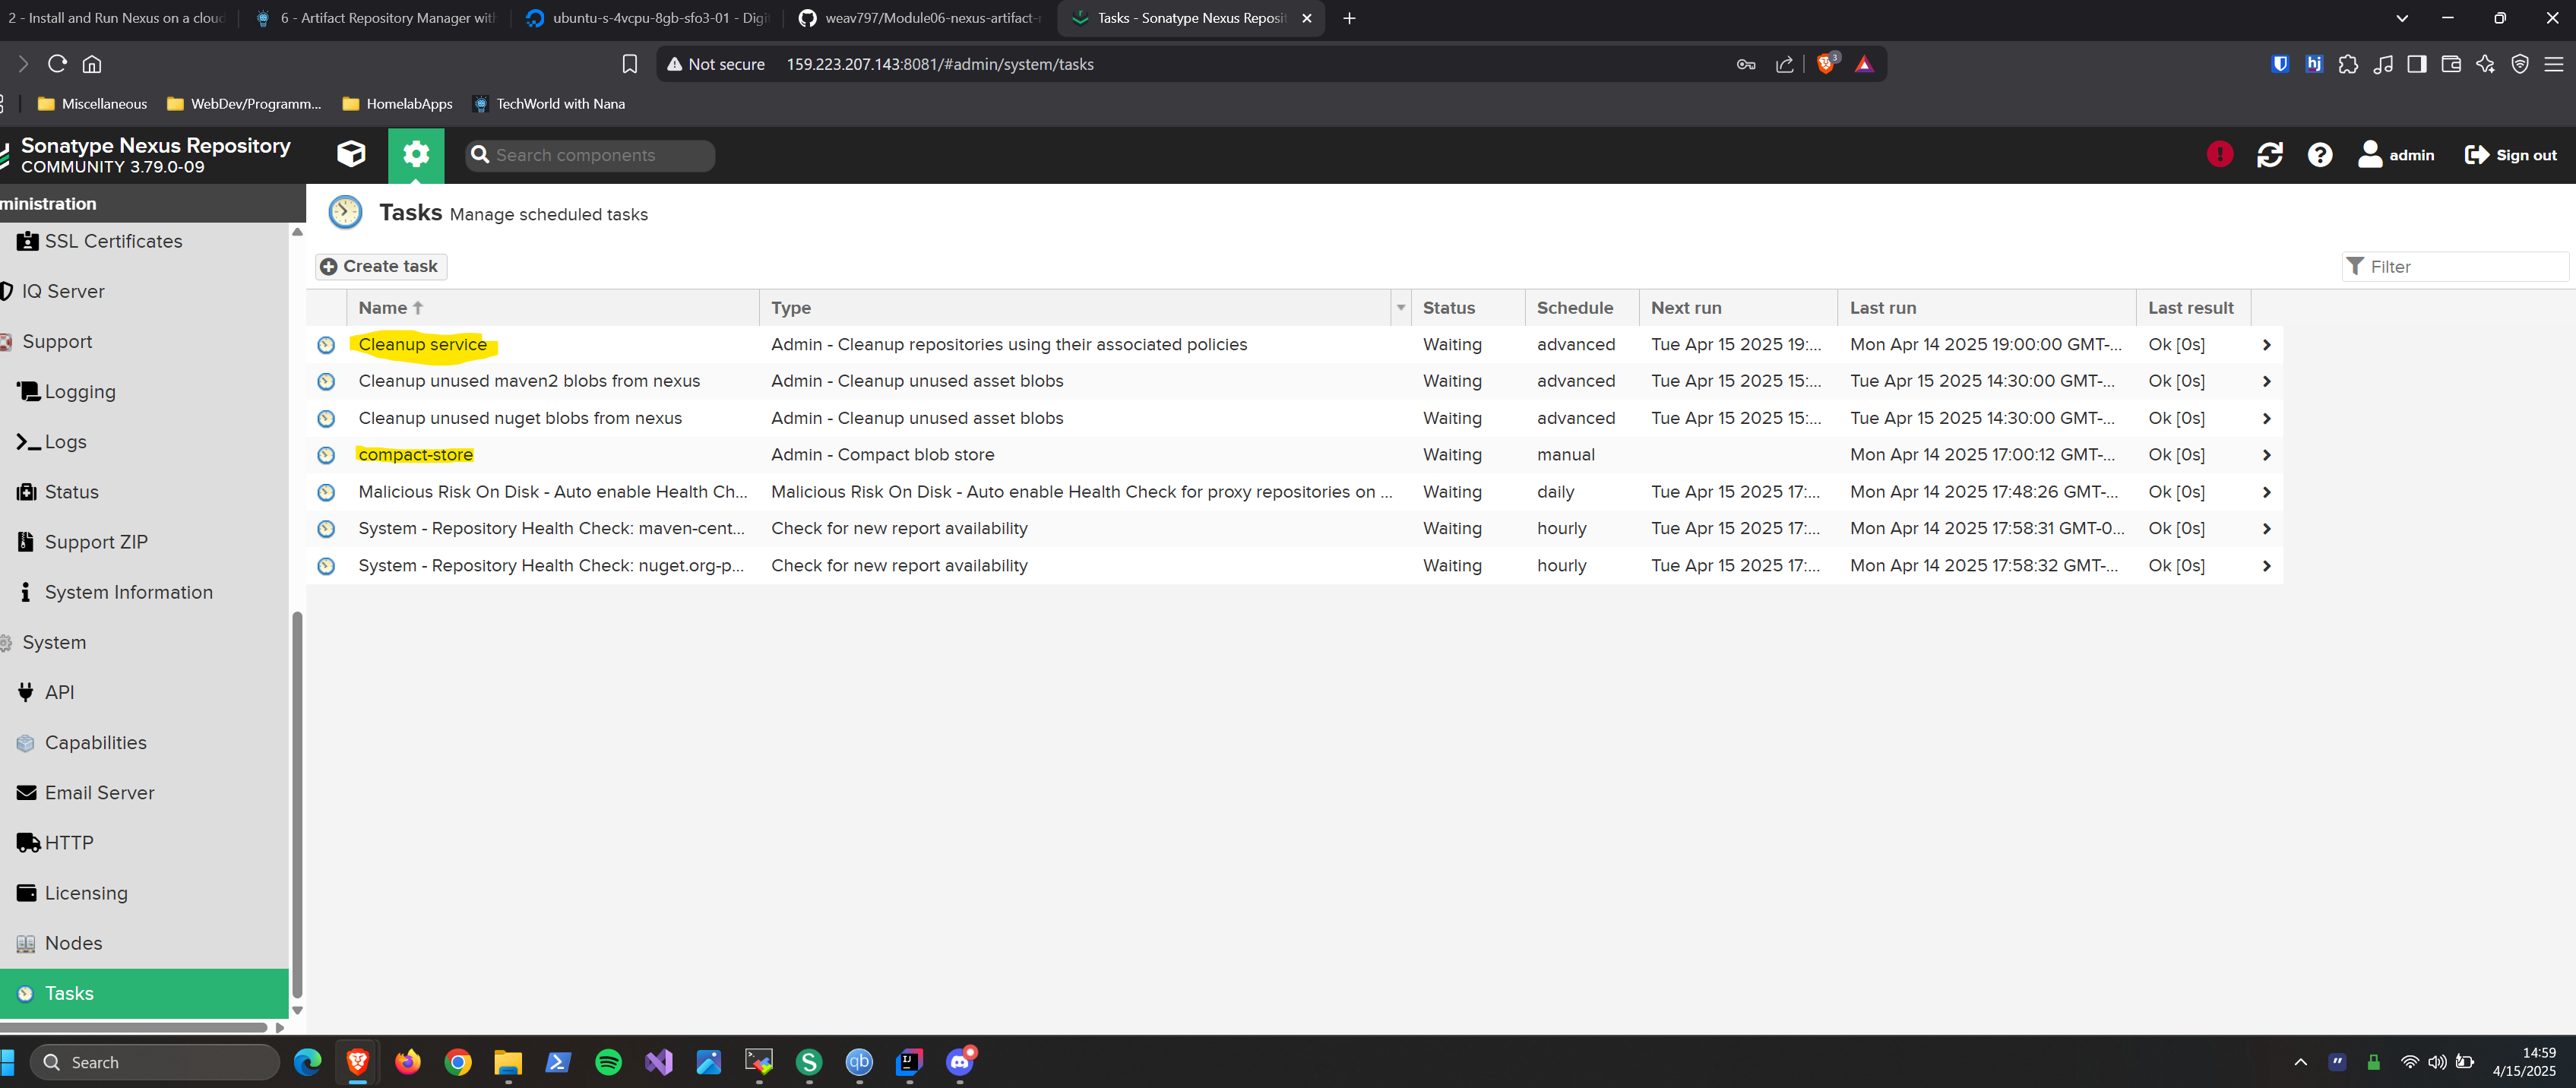 2 - Install and Run Nexus on a cloud
6 - Artifact Repository Manager with
ubuntu-s-4vcpu-8gb-sfo3-01 - Digi
weav797/Module06-nexus-artifact-r
Tasks - Sonatype Nexus Reposit
Not secure 159.223.207.143:8081/#admin/system/tasks
3
hj
Miscellaneous
WebDev/Programm...
HomelabApps
TechWorld with Nana
Sonatype Nexus Repository
COMMUNITY 3.79.0-09
Search components
admin
Sign out
ministration
SSL Certificates
IQ Server
Support
Logging
Logs
Status
Support ZIP
System Information
System
API
Capabilities
Email Server
HTTP
Licensing
Nodes
Tasks
Tasks Manage scheduled tasks
Create task
Filter
Name Type Status Schedule Next run Last run Last result
Cleanup service Admin - Cleanup repositories using their associated policies Waiting advanced Tue Apr 15 2025 19:... Mon Apr 14 2025 19:00:00 GMT-... Ok [0s]
Cleanup unused maven2 blobs from nexus Admin - Cleanup unused asset blobs Waiting advanced Tue Apr 15 2025 15:... Tue Apr 15 2025 14:30:00 GMT-... Ok [0s]
Cleanup unused nuget blobs from nexus Admin - Cleanup unused asset blobs Waiting advanced Tue Apr 15 2025 15:... Tue Apr 15 2025 14:30:00 GMT-... Ok [0s]
compact-store Admin - Compact blob store Waiting manual Mon Apr 14 2025 17:00:12 GMT-... Ok [0s]
Malicious Risk On Disk - Auto enable Health Ch... Malicious Risk On Disk - Auto enable Health Check for proxy repositories on ... Waiting daily Tue Apr 15 2025 17:... Mon Apr 14 2025 17:48:26 GMT-... Ok [0s]
System - Repository Health Check: maven-cent... Check for new report availability Waiting hourly Tue Apr 15 2025 17:... Mon Apr 14 2025 17:58:31 GMT-0... Ok [0s]
System - Repository Health Check: nuget.org-p... Check for new report availability Waiting hourly Tue Apr 15 2025 17:... Mon Apr 14 2025 17:58:32 GMT-... Ok [0s]
Search
S
qb
IJ
14:59
4/15/2025